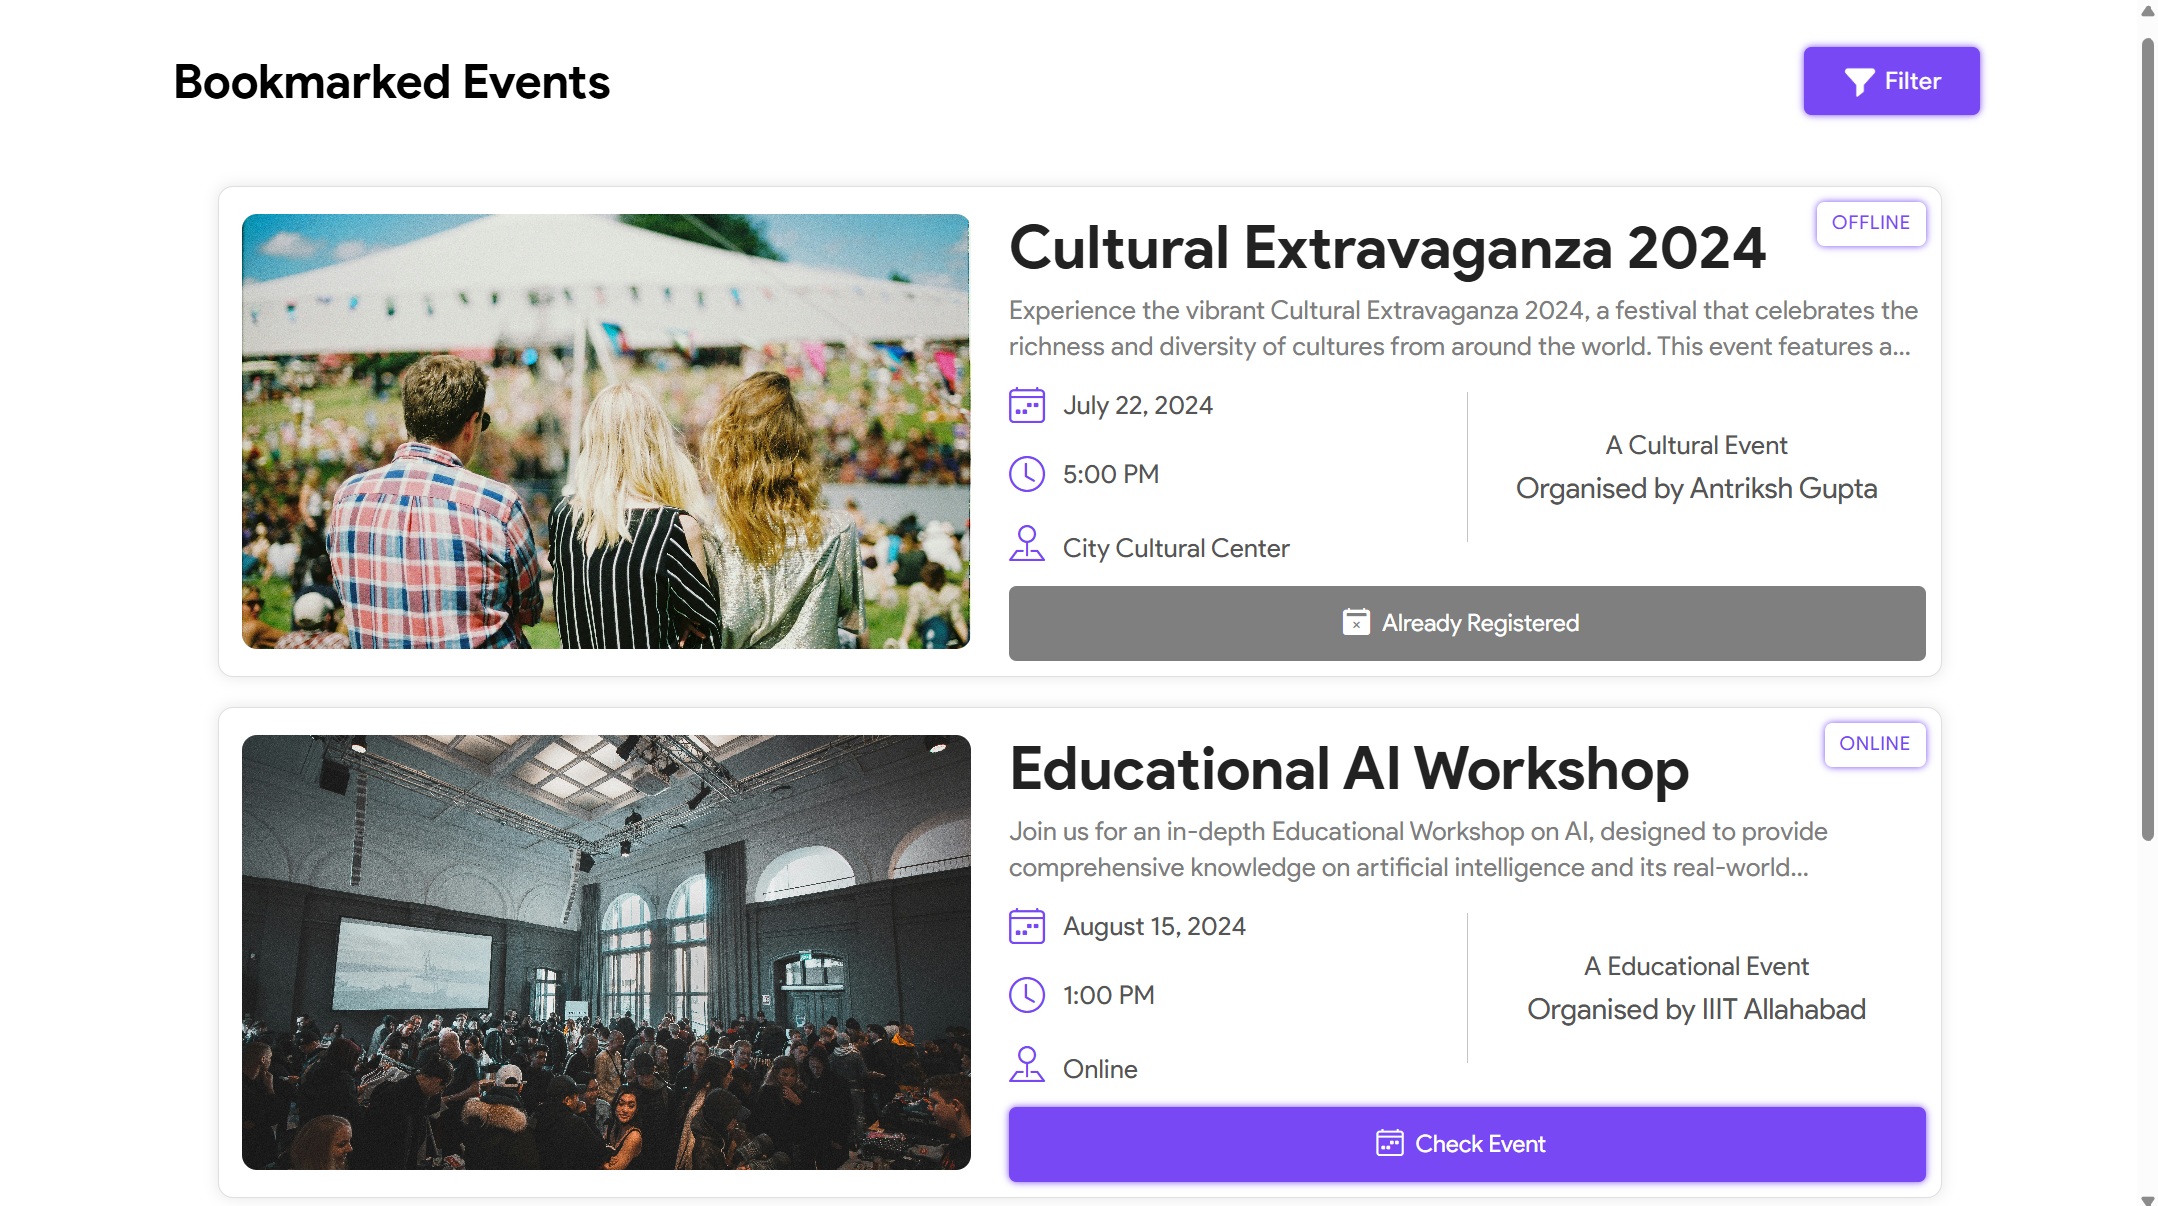 Bookmarked Events
Filter
OFFLINE
Cultural Extravaganza 2024
Experience the vibrant Cultural Extravaganza 2024, a festival that celebrates the
richness and diversity of cultures from around the world. This event features a...
July 22, 2024
5:00 PM
City Cultural Center
A Cultural Event
Organised by Antriksh Gupta
Already Registered
ONLINE
Educational AI Workshop
Join us for an in-depth Educational Workshop on AI, designed to provide
comprehensive knowledge on artificial intelligence and its real-world...
August 15, 2024
1:00 PM
Online
A Educational Event
Organised by IIIT Allahabad
Check Event